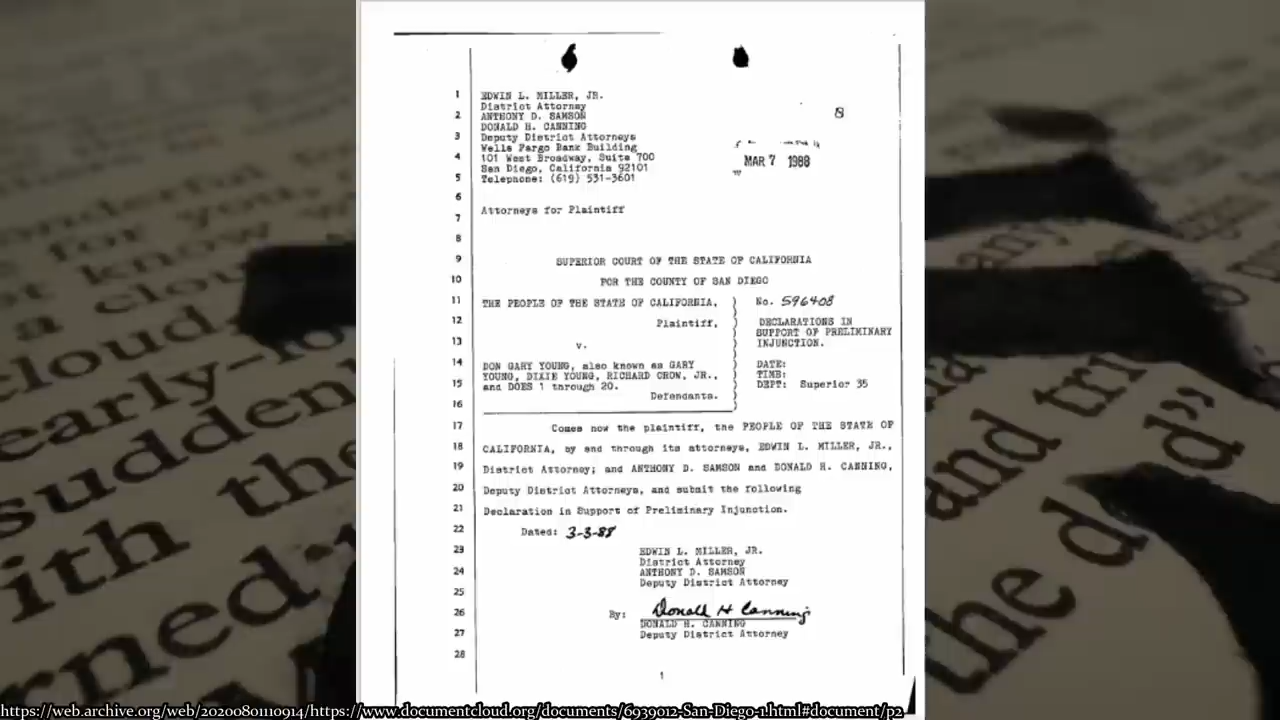 1 EDWIN L. MILLER, JR.
District Attorney
2 ANTHONY D. SAMSON
DONALD H. CANNING
3 Deputy District Attorneys
Wells Fargo Bank Building
4 101 West Broadway, Suite 700
San Diego, California 92101
5 Telephone: (619) 531-3601
8
MAR 7 1988
6
7 Attorneys for Plaintiff
8
9 SUPERIOR COURT OF THE STATE OF CALIFORNIA
10 FOR THE COUNTY OF SAN DIEGO
11 THE PEOPLE OF THE STATE OF CALIFORNIA,
12 Plaintiff,
13 v.
14 DON GARY YOUNG, also known as GARY
YOUNG, DIXIE YOUNG, RICHARD CROW, JR.,
15 and DOES 1 through 20.
Defendants.
16
No. 596408
DECLARATIONS IN
SUPPORT OF PRELIMINARY
INJUNCTION.
DATE:
TIME:
DEPT: Superior 35
17 Comes now the plaintiff, the PEOPLE OF THE STATE OF
18 CALIFORNIA, by and through its attorneys, EDWIN L. MILLER, JR.,
19 District Attorney; and ANTHONY D. SAMSON and DONALD H. CANNING,
20 Deputy District Attorneys, and submit the following
21 Declaration in Support of Preliminary Injunction.
22 Dated: 3-3-88
23 EDWIN L. MILLER, JR.
District Attorney
24 ANTHONY D. SAMSON
Deputy District Attorney
25
26 By: Donald H Canning
DONALD H. CANNING
27 Deputy District Attorney
28
1
https://web.archive.org/web/20200801110914/https://www.documentcloud.org/documents/6939012-San-Diego-1.html#document/p2